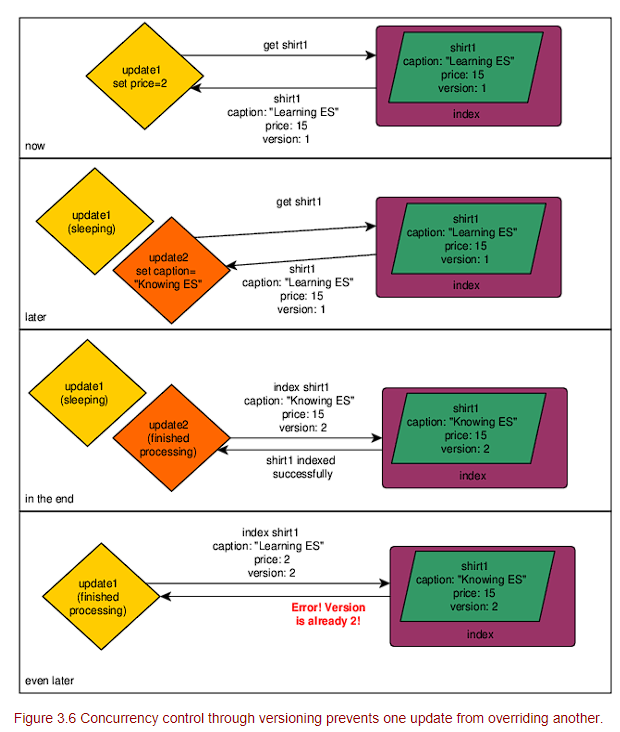 update1
set price=2
get shirt1
shirt1
caption: "Learning ES"
price: 15
version: 1
shirt1
caption: "Learning ES"
price: 15
version: 1
index
now
update1
(sleeping)
update2
set caption=
"Knowing ES"
get shirt1
shirt1
caption: "Learning ES"
price: 15
version: 1
shirt1
caption: "Learning ES"
price: 15
version: 1
index
later
update1
(sleeping)
update2
(finished
processing)
index shirt1
caption: "Knowing ES"
price: 15
version: 2
shirt1 indexed
successfully
shirt1
caption: "Knowing ES"
price: 15
version: 2
index
in the end
update1
(finished
processing)
index shirt1
caption: "Learning ES"
price: 2
version: 2
Error! Version
is already 2!
shirt1
caption: "Knowing ES"
price: 15
version: 2
index
even later
Figure 3.6 Concurrency control through versioning prevents one update from overriding another.